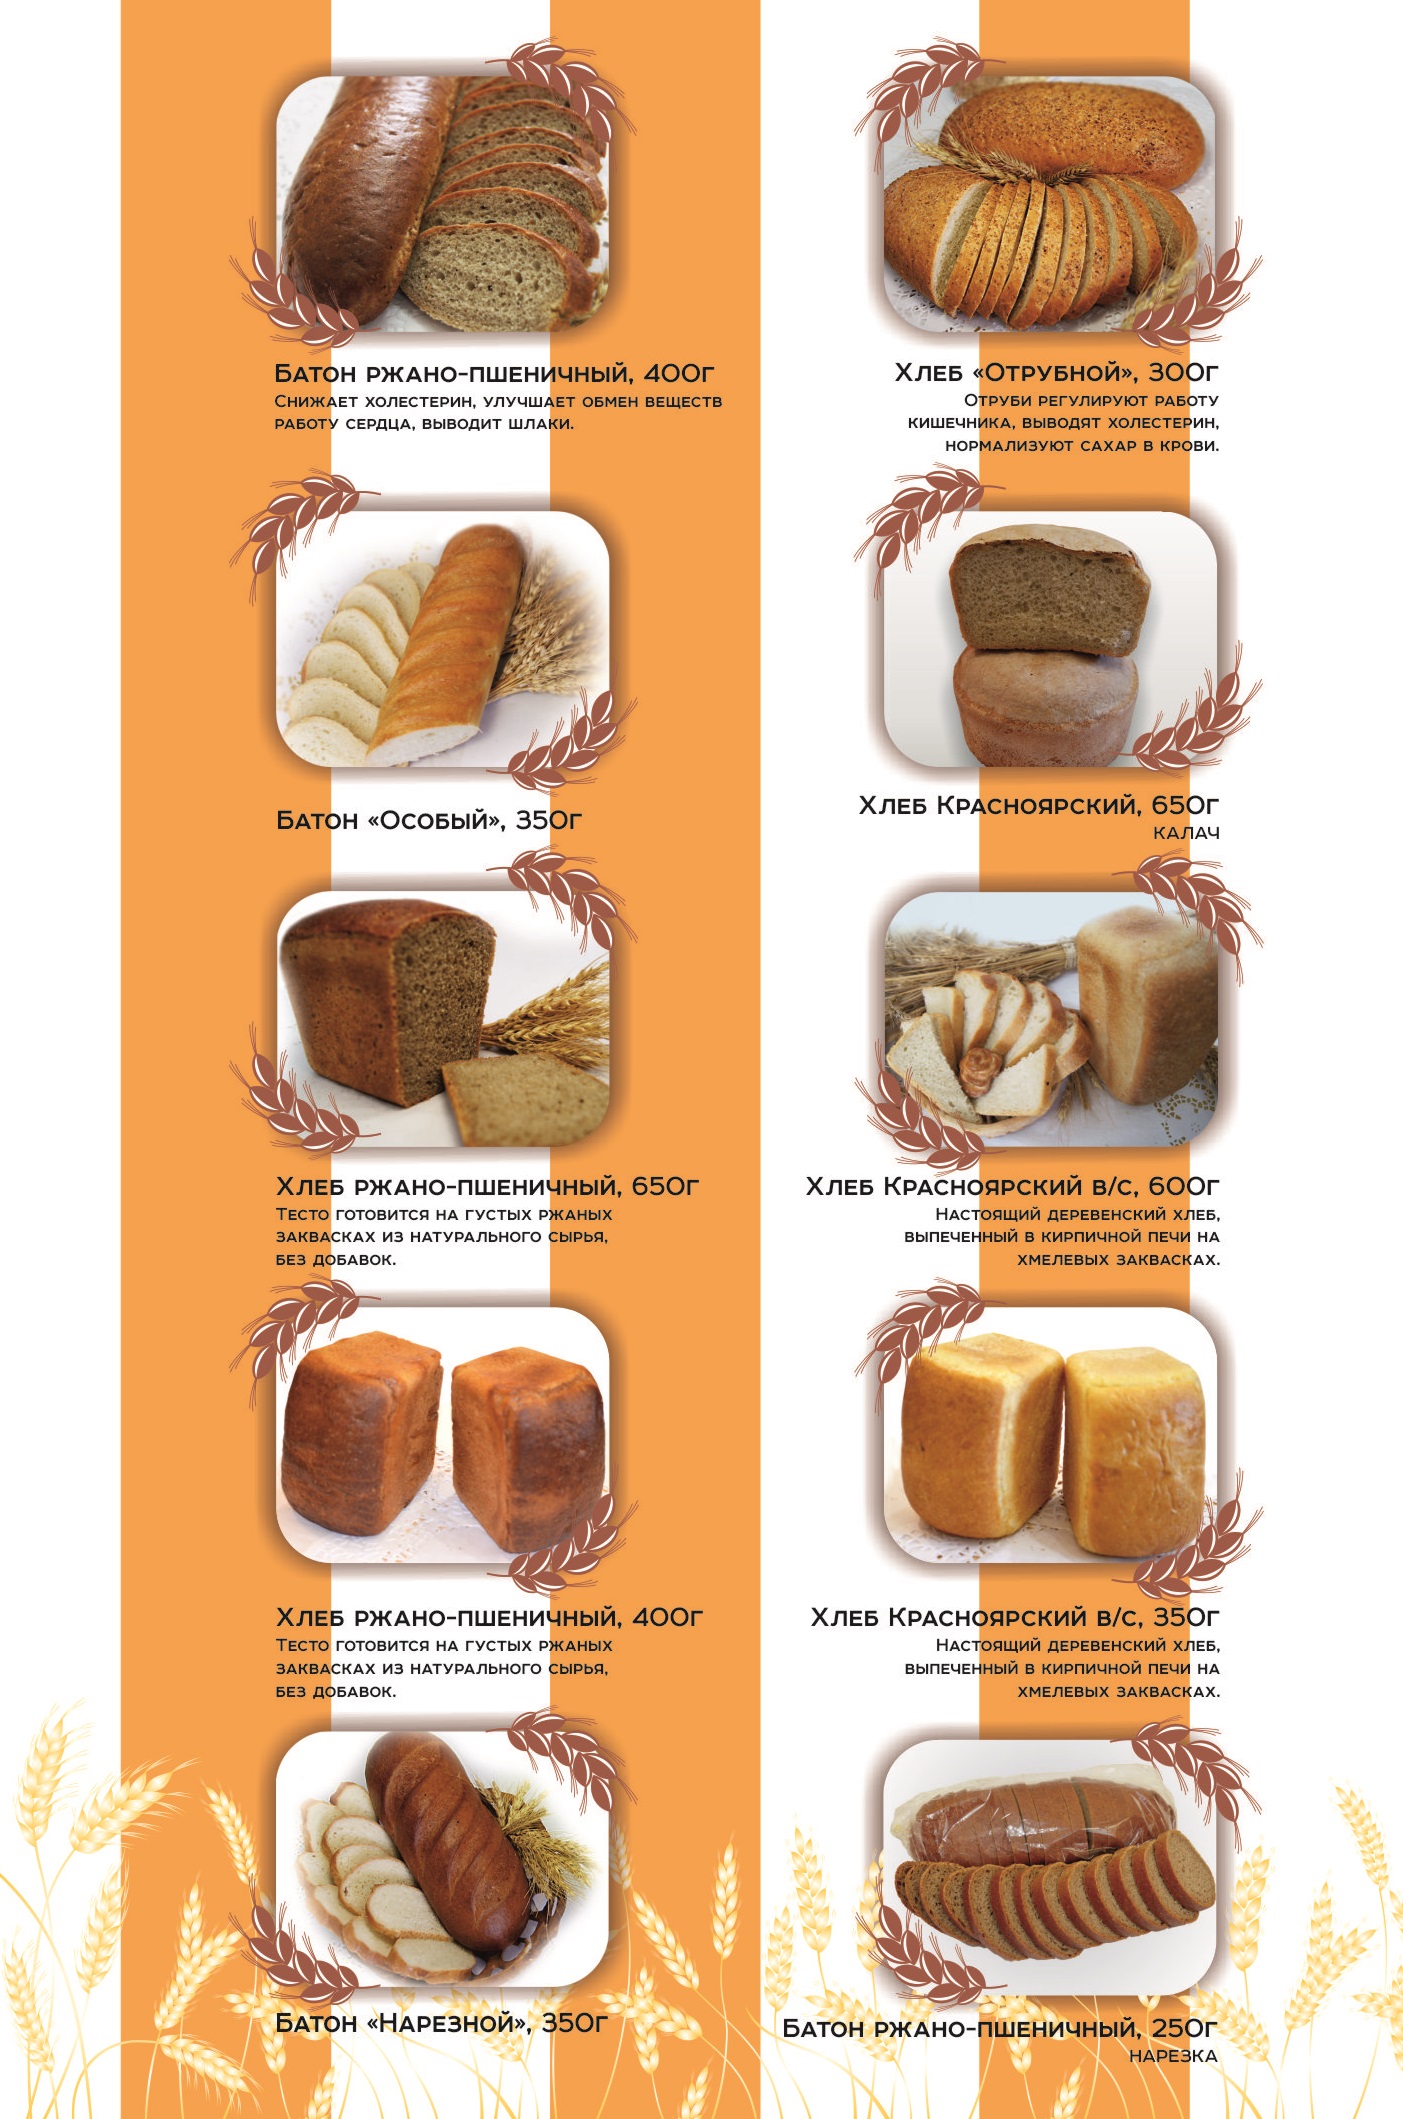 Батон ржано-пшеничный, 400г
Снижает холестерин, улучшает обмен веществ
работу сердца, выводит шлаки.
Хлеб «Отрубной», 300г
Отруби регулируют работу
кишечника, выводят холестерин,
нормализуют сахар в крови.
Батон «Особый», 350г
Хлеб Красноярский, 650г
калач
Хлеб ржано-пшеничный, 650г
Тесто готовится на густых ржаных
заквасках из натурального сырья,
без добавок.
Хлеб Красноярский в/с, 600г
Настоящий деревенский хлеб,
выпеченный в кирпичной печи на
хмелевых заквасках.
Хлеб ржано-пшеничный, 400г
Тесто готовится на густых ржаных
заквасках из натурального сырья,
без добавок.
Хлеб Красноярский в/с, 350г
Настоящий деревенский хлеб,
выпеченный в кирпичной печи на
хмелевых заквасках.
Батон «Нарезной», 350г
Батон ржано-пшеничный, 250г
нарезка